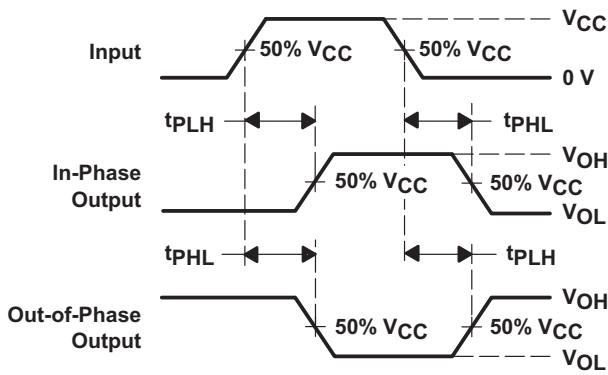 VCC
Input
50% VCC
50% VCC
0 V
tPLH
tPHL
VOH
In-Phase
Output
50% VCC
50% VCC
VOL
tPHL
tPLH
VOH
Out-of-Phase
Output
50% VCC
50% VCC
VOL